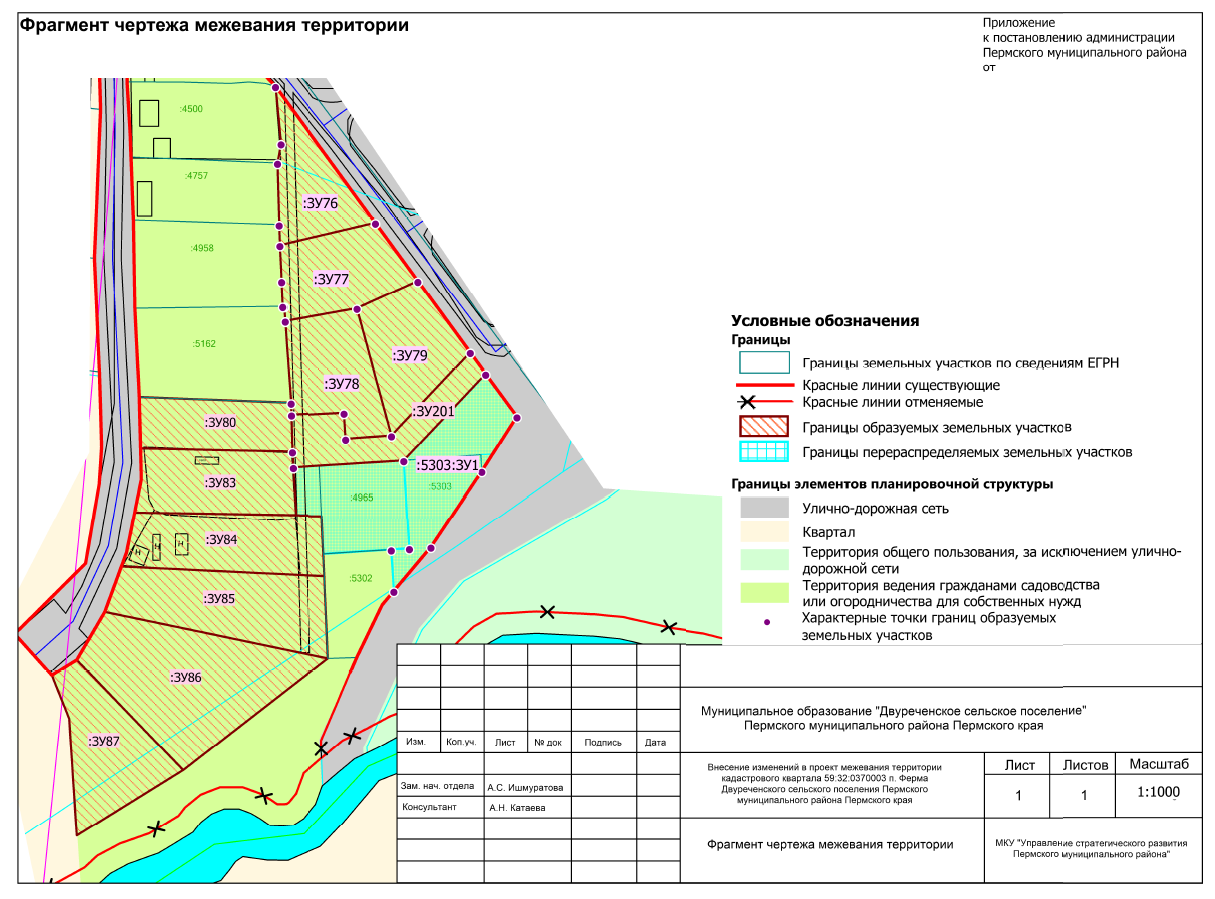 Фрагмент чертежа межевания территории
Приложение
к постановлению администрации
Пермского муниципального района
от
:4500
:4757
:ЗУ76
:4958
:ЗУ77
:5162
:ЗУ79
:ЗУ78
:ЗУ201
:ЗУ80
:5303:ЗУ1
:ЗУ83
:5303
:4965
:ЗУ84
Н
Н
Н
:5302
:ЗУ85
:ЗУ86
:ЗУ87
Условные обозначения
Границы
Границы земельных участков по сведениям ЕГРН
Красные линии существующие
Красные линии отменяемые
Границы образуемых земельных участков
Границы перераспределяемых земельных участков
Границы элементов планировочной структуры
Улично-дорожная сеть
Квартал
Территория общего пользования, за исключением улично-
дорожной сети
Территория ведения гражданами садоводства
или огородничества для собственных нужд
Характерные точки границ образуемых
земельных участков
Изм.
Кол.уч.
Лист
№ док
Подпись
Дата
Зам. нач. отдела
А.С. Ишмуратова
Консультант
А.Н. Катаева
Муниципальное образование "Двуреченское сельское поселение"
Пермского муниципального района Пермского края
Внесение изменений в проект межевания территории
кадастрового квартала 59:32:0370003 п. Ферма
Двуреченского сельского поселения Пермского
муниципального района Пермского края
Лист
Листов
Масштаб
1
1
1:1000
Фрагмент чертежа межевания территории
МКУ "Управление стратегического развития
Пермского муниципального района"